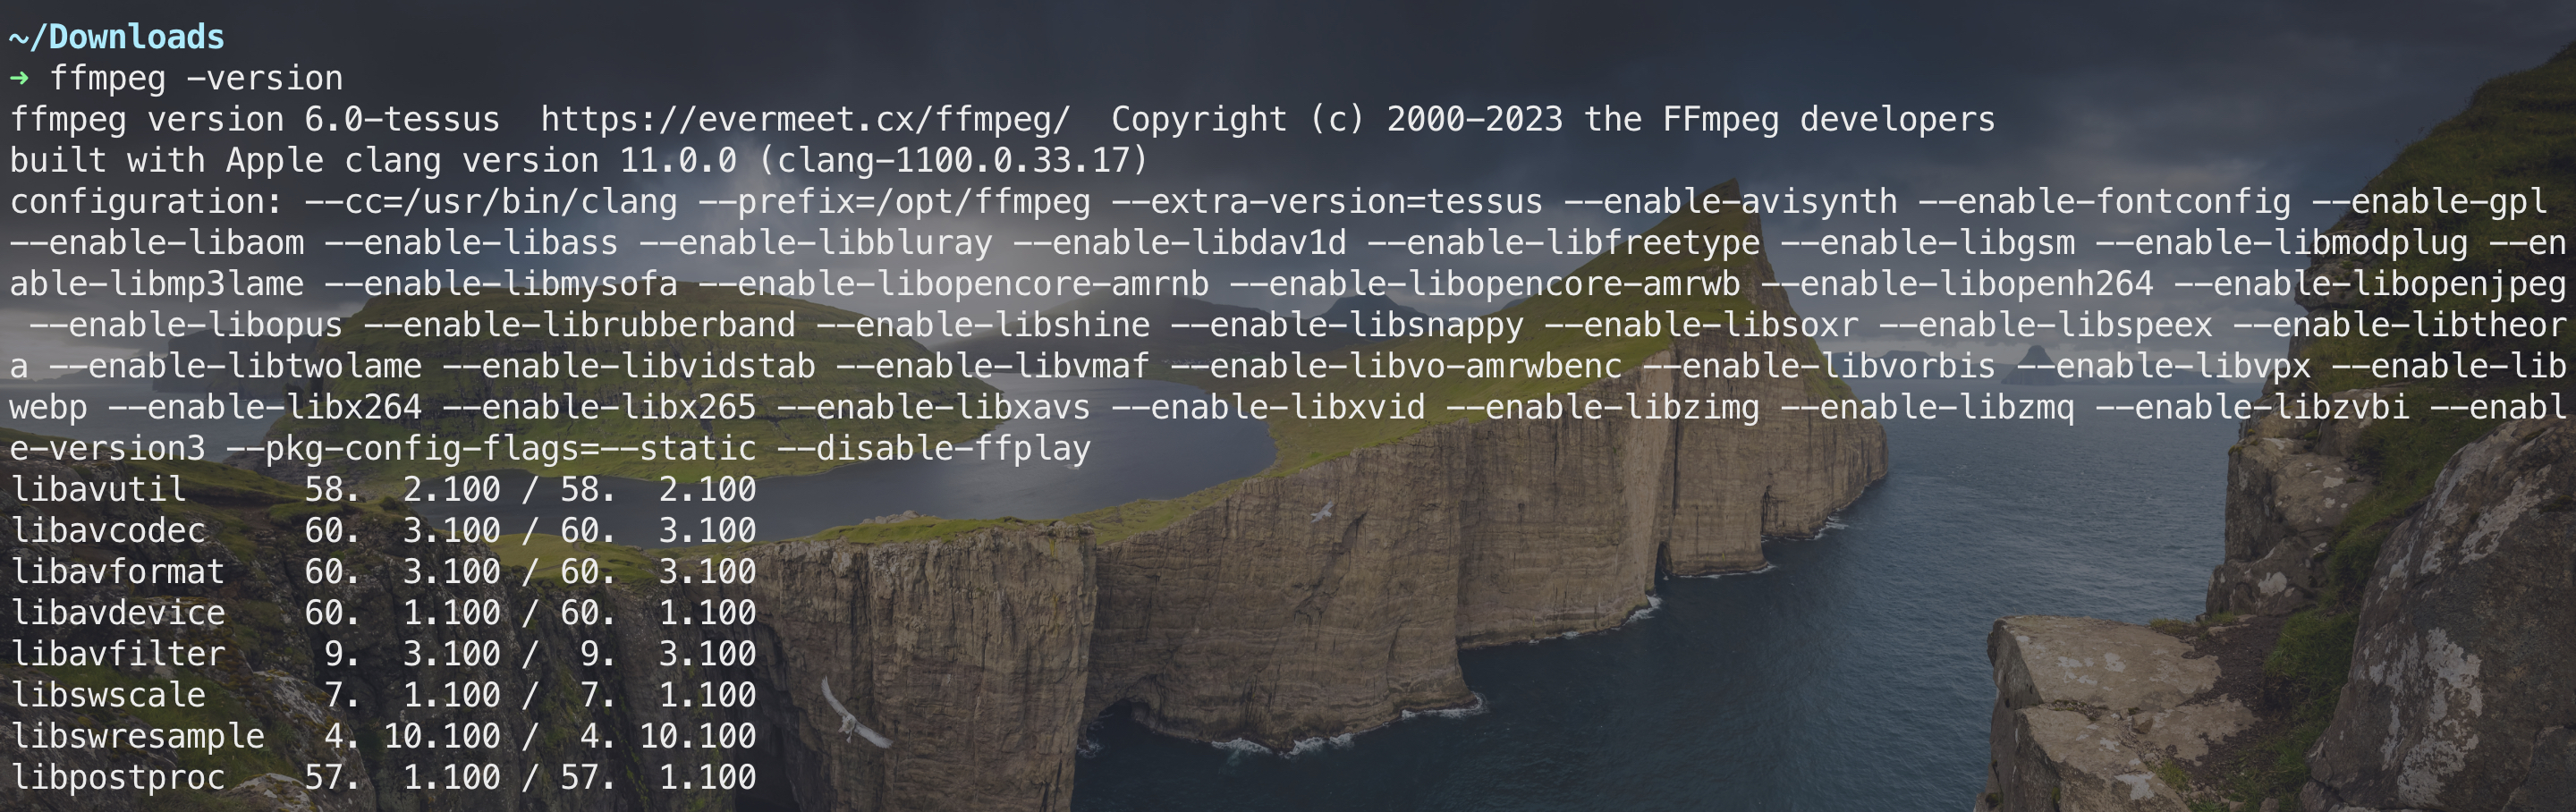 ~/Downloads
➜ ffmpeg -version
ffmpeg version 6.0-tessus  https://evermeet.cx/ffmpeg/  Copyright (c) 2000-2023 the FFmpeg developers
built with Apple clang version 11.0.0 (clang-1100.0.33.17)
configuration: --cc=/usr/bin/clang --prefix=/opt/ffmpeg --extra-version=tessus --enable-avisynth --enable-fontconfig --enable-gpl
--enable-libaom --enable-libass --enable-libbluray --enable-libdav1d --enable-libfreetype --enable-libgsm --enable-libmodplug --en
able-libmp3lame --enable-libmysofa --enable-libopencore-amrnb --enable-libopencore-amrwb --enable-libopenh264 --enable-libopenjpeg
 --enable-libopus --enable-librubberband --enable-libshine --enable-libsnappy --enable-libsoxr --enable-libspeex --enable-libtheor
a --enable-libtwolame --enable-libvidstab --enable-libvmaf --enable-libvo-amrwbenc --enable-libvorbis --enable-libvpx --enable-lib
webp --enable-libx264 --enable-libx265 --enable-libxavs --enable-libxvid --enable-libzimg --enable-libzmq --enable-libzvbi --enabl
e-version3 --pkg-config-flags=--static --disable-ffplay
libavutil      58.  2.100 / 58.  2.100
libavcodec     60.  3.100 / 60.  3.100
libavformat    60.  3.100 / 60.  3.100
libavdevice    60.  1.100 / 60.  1.100
libavfilter     9.  3.100 /  9.  3.100
libswscale      7.  1.100 /  7.  1.100
libswresample   4. 10.100 /  4. 10.100
libpostproc    57.  1.100 / 57.  1.100